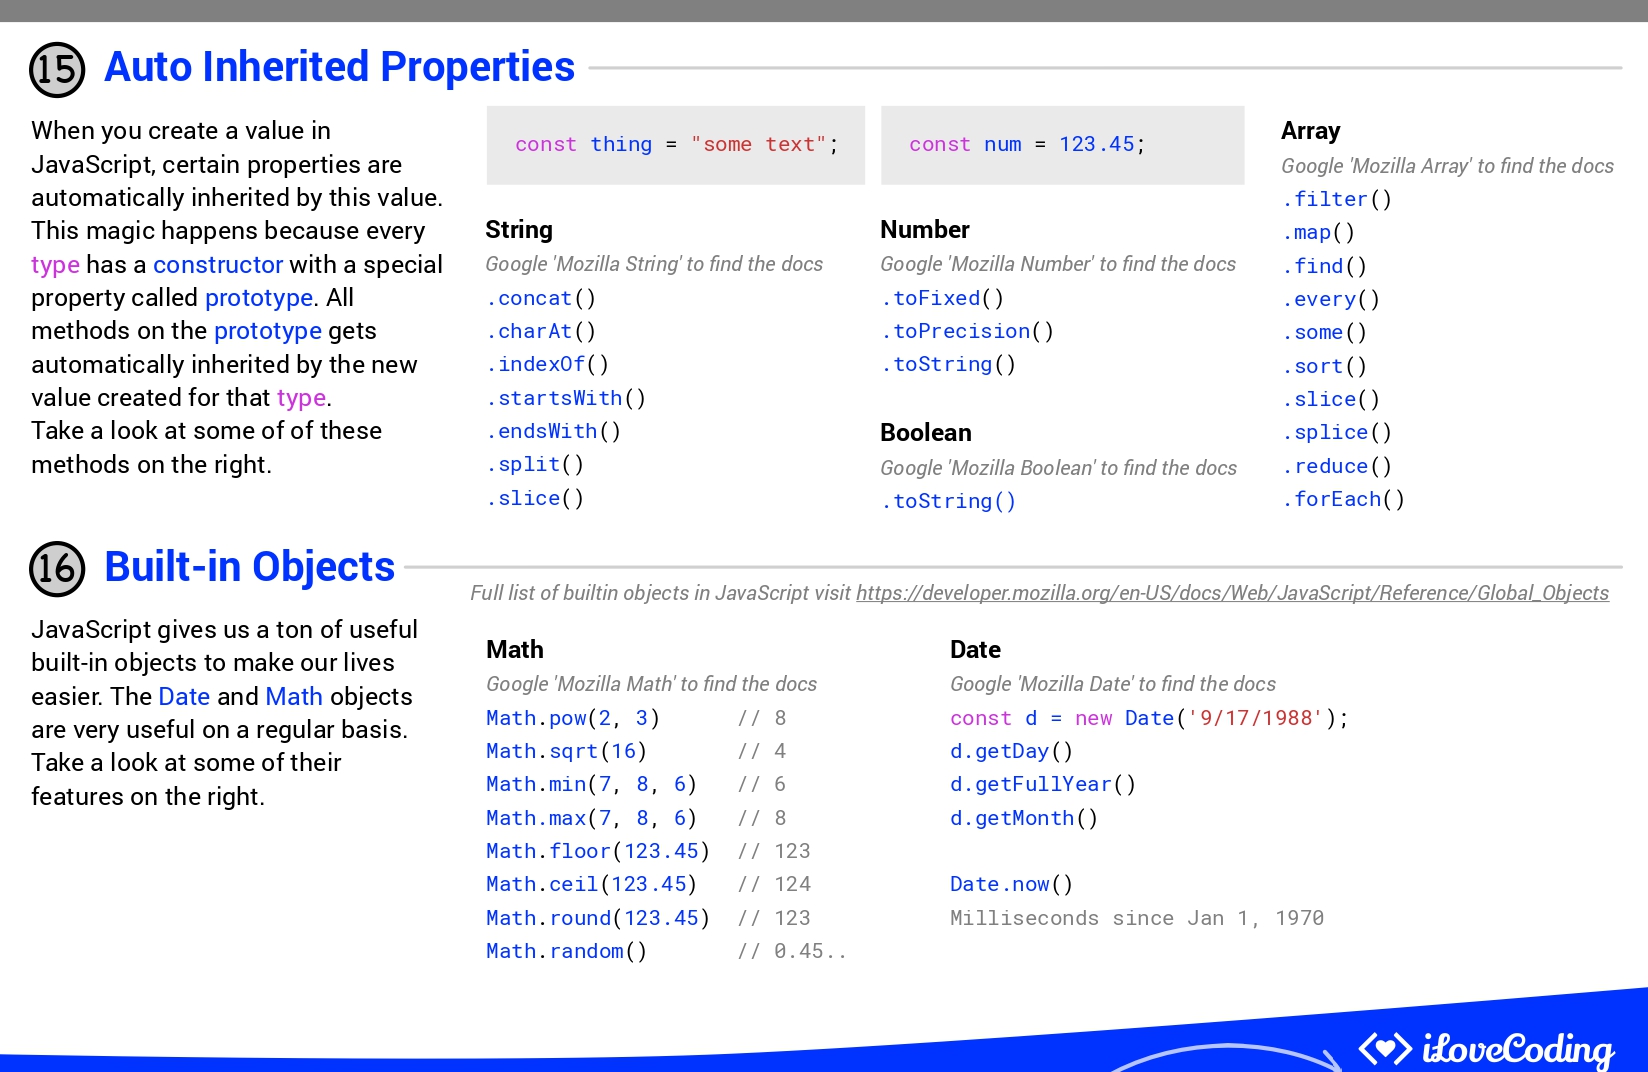 15 Auto Inherited Properties
When you create a value in
JavaScript, certain properties are
automatically inherited by this value.
This magic happens because every
type has a constructor with a special
property called prototype. All
methods on the prototype gets
automatically inherited by the new
value created for that type.
Take a look at some of of these
methods on the right.
const thing = "some text";
String
Google 'Mozilla String' to find the docs
.concat()
.charAt()
.indexOf()
.startsWith()
.endsWith()
.split()
.slice()
const num = 123.45;
Number
Google 'Mozilla Number' to find the docs
.toFixed()
.toPrecision()
.toString()
Boolean
Google 'Mozilla Boolean' to find the docs
.toString()
Array
Google 'Mozilla Array' to find the docs
.filter()
.map()
.find()
.every()
.some()
.sort()
.slice()
.splice()
.reduce()
.forEach()
16 Built-in Objects
Full list of builtin objects in JavaScript visit https://developer.mozilla.org/en-US/docs/Web/JavaScript/Reference/Global_Objects
JavaScript gives us a ton of useful
built-in objects to make our lives
easier. The Date and Math objects
are very useful on a regular basis.
Take a look at some of their
features on the right.
Math
Google 'Mozilla Math' to find the docs
Math.pow(2, 3) // 8
Math.sqrt(16) // 4
Math.min(7, 8, 6) // 6
Math.max(7, 8, 6) // 8
Math.floor(123.45) // 123
Math.ceil(123.45) // 124
Math.round(123.45) // 123
Math.random() // 0.45..
Date
Google 'Mozilla Date' to find the docs
const d = new Date('9/17/1988');
d.getDay()
d.getFullYear()
d.getMonth()
Date.now()
Milliseconds since Jan 1, 1970
iLoveCoding